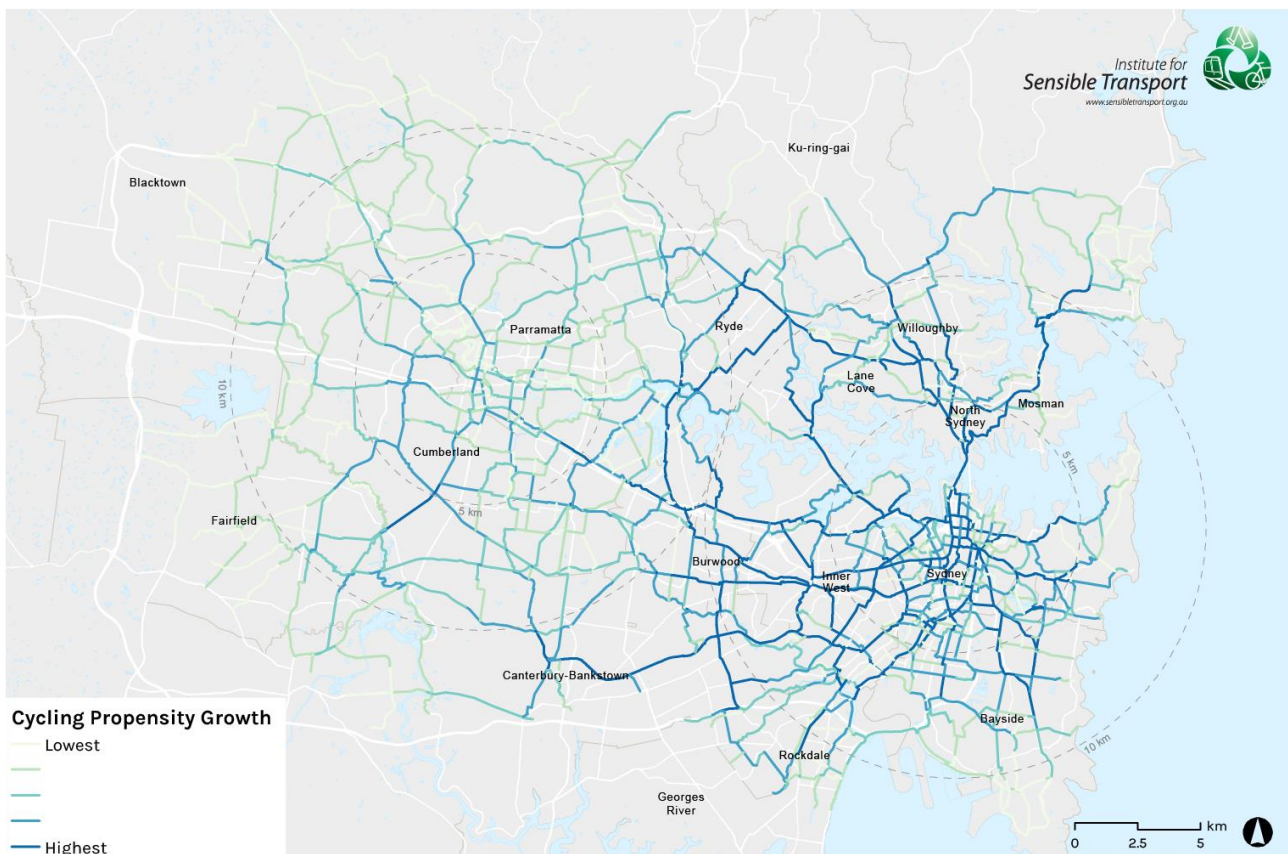 Institute for
Sensible Transport
www.sensibletransport.org.au
Ku-ring-gai
Blacktown
Parramatta
Ryde
Willoughby
Lane
Cove
10 km
North
Sydney
Mosman
5 km
Cumberland
5 km
Fairfield
Burwood
Inner
West
Sydney
Canterbury-Bankstown
Bayside
10 km
Rockdale
Georges
River
Cycling Propensity Growth
Lowest
Highest
km
0 2.5 5